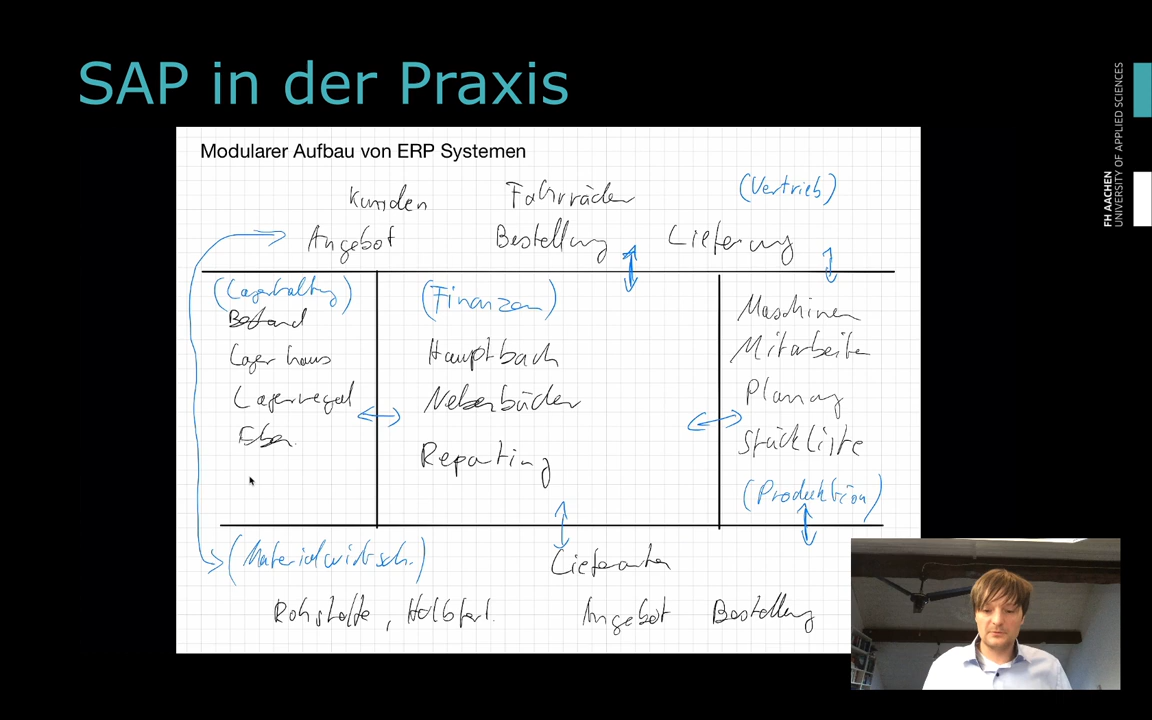 SAP in der Praxis
FH AACHEN
UNIVERSITY OF APPLIED SCIENCES
Modularer Aufbau von ERP Systemen
Kunden Fahrräder (Vertrieb)
Angebot Bestellung Lieferung
(Lagerhaltung)
Bestand
Lagerhaus
Lagerregal
(Finanzen)
Hauptbuch
Nebenbücher
Reporting
Maschinen
Mitarbeiter
Planung
Stückliste
(Produktion)
(Materialwirtsch.) Lieferanten
Rohstoffe, Halbfert. Angebot Bestellung